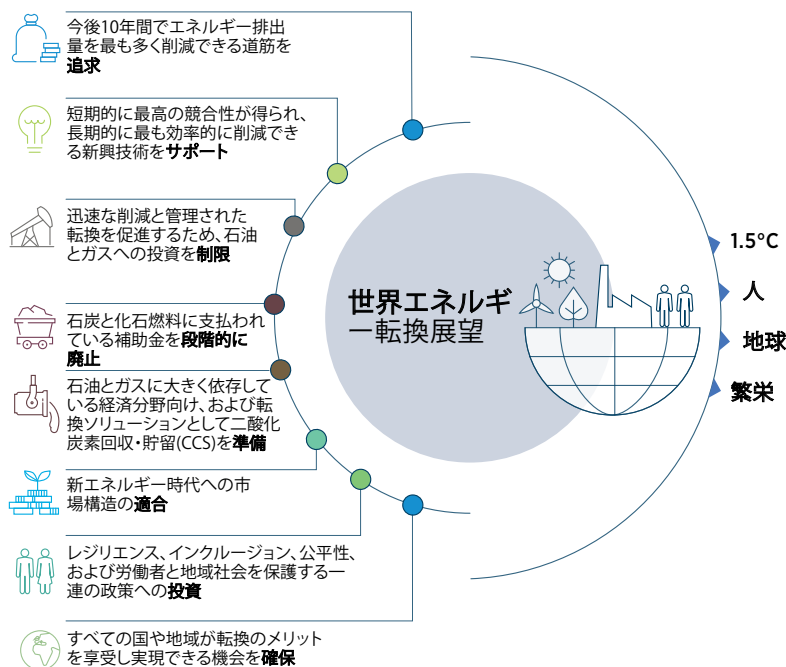 今後10年間でエネルギー排出
量を最も多く削減できる道筋を
追求
短期的に最高の競合性が得られ、
長期的に最も効率的に削減でき
る新興技術をサポート
迅速な削減と管理された
転換を促進するため、石油
とガスへの投資を制限
石炭と化石燃料に支払われ
ている補助金を段階的に
廃止
石油とガスに大きく依存して
いる経済分野向け、および転
換ソリューションとして二酸化
炭素回収・貯留(CCS)を準備
新エネルギー時代への市
場構造の適合
レジリエンス、インクルージョン、公平性、
および労働者と地域社会を保護する一
連の政策への投資
すべての国や地域が転換のメリット
を享受し実現できる機会を確保
世界エネルギ
ー転換展望
1.5°C
人
地球
繁栄